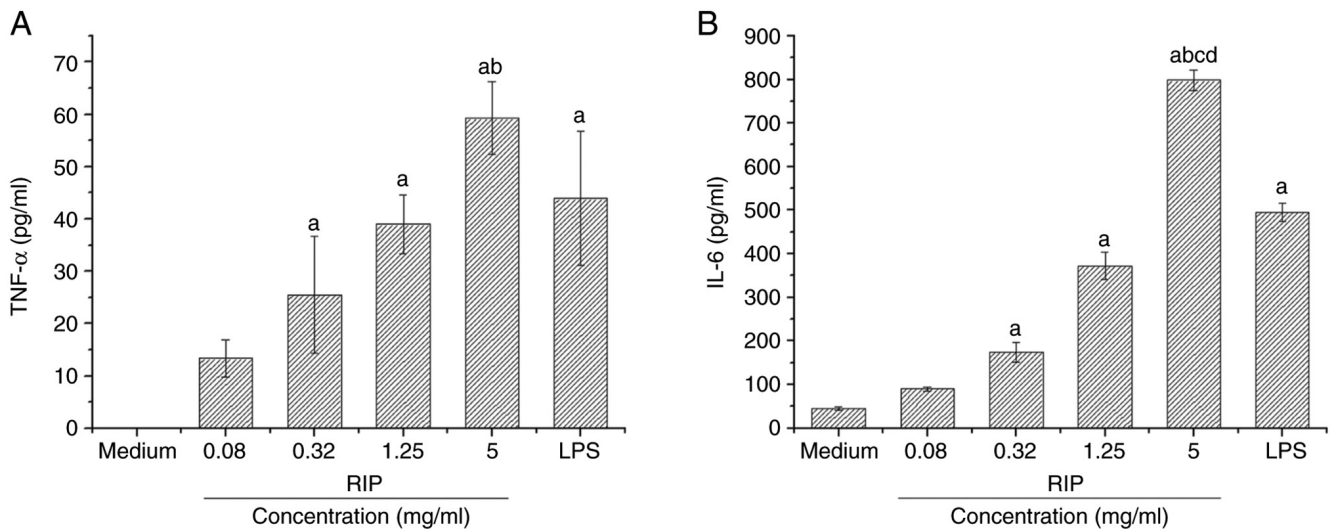 A
TNF-α (pg/ml)
70
60
50
40
30
20
10
0
a
a
ab
a
Medium 0.08 0.32 1.25 5 LPS
RIP
Concentration (mg/ml)
B
IL-6 (pg/ml)
900
800
700
600
500
400
300
200
100
0
a
a
abcd
a
Medium 0.08 0.32 1.25 5 LPS
RIP
Concentration (mg/ml)